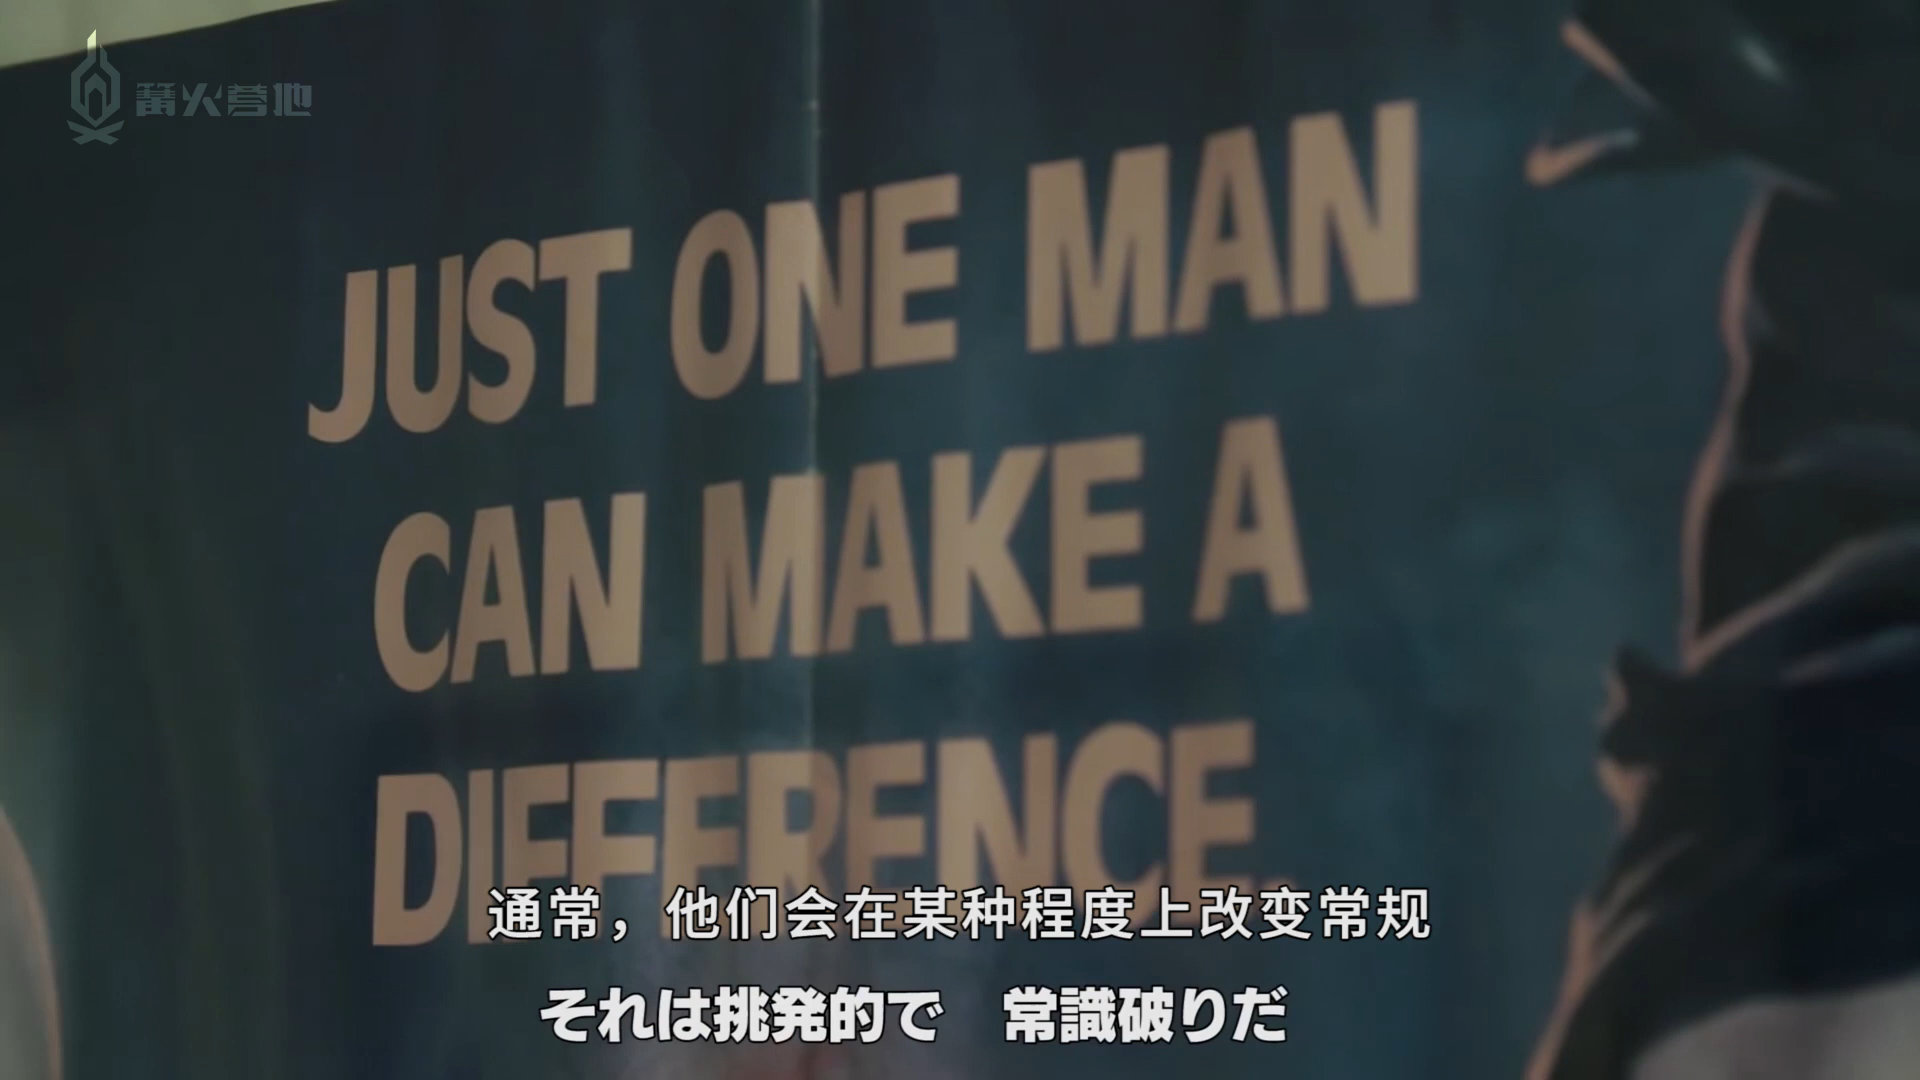 篝火营地
JUST ONE MAN
CAN MAKE A
DIFFERENCE.
通常，他们会在某种程度上改变常规
それは挑発的で　常識破りだ